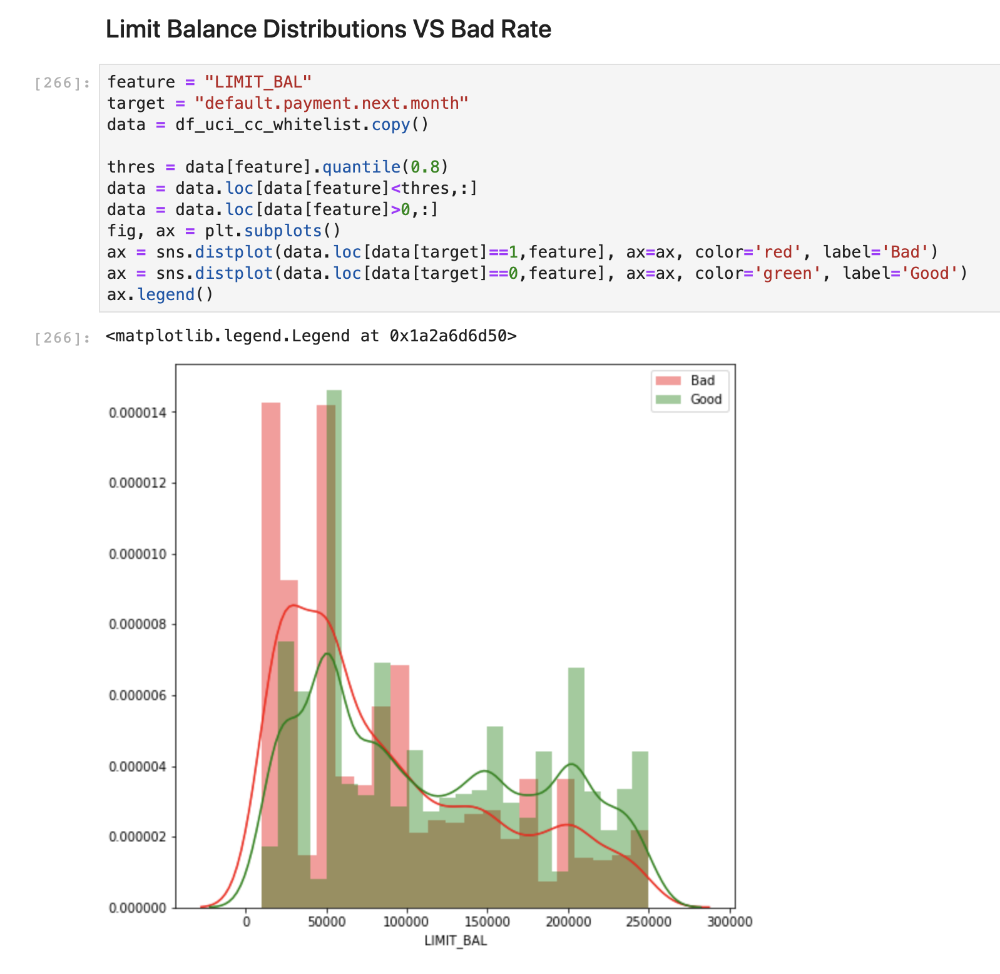 Limit Balance Distributions VS Bad Rate
[266]:
feature = "LIMIT_BAL"
target = "default.payment.next.month"
data = df_uci_cc_whitelist.copy()
thres = data[feature].quantile(0.8)
data = data.loc[data[feature]<thres,:]
data = data.loc[data[feature]>0,:]
fig, ax = plt.subplots()
ax = sns.distplot(data.loc[data[target]==1,feature], ax=ax, color='red', label='Bad')
ax = sns.distplot(data.loc[data[target]==0,feature], ax=ax, color='green', label='Good')
ax.legend()
[266]:
<matplotlib.legend.Legend at 0x1a2a6d6d50>
Bad
Good
0.000014
0.000012
0.000010
0.000008
0.000006
0.000004
0.000002
0.000000
0 50000 100000 150000 200000 250000 300000
LIMIT_BAL